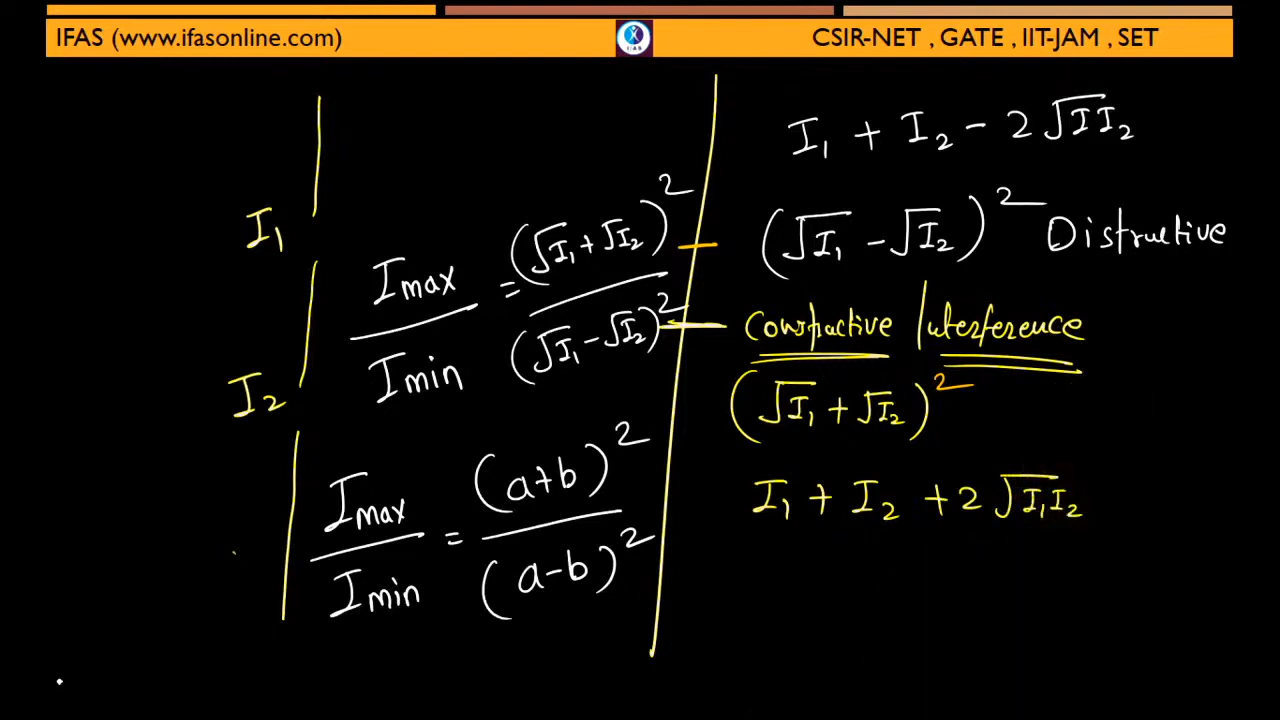 IFAS (www.ifasonline.com)
IFAS
CSIR-NET , GATE , IIT-JAM , SET
I₁
I₂
Imax/Imin = (√I₁ + √I₂)²/(√I₁ - √I₂)²
Imax/Imin = (a+b)²/(a-b)²
I₁ + I₂ - 2√II₂
(√I₁ - √I₂)² Distructive
Interference
(√I₁ + √I₂)²
I₁ + I₂ + 2√I₁I₂